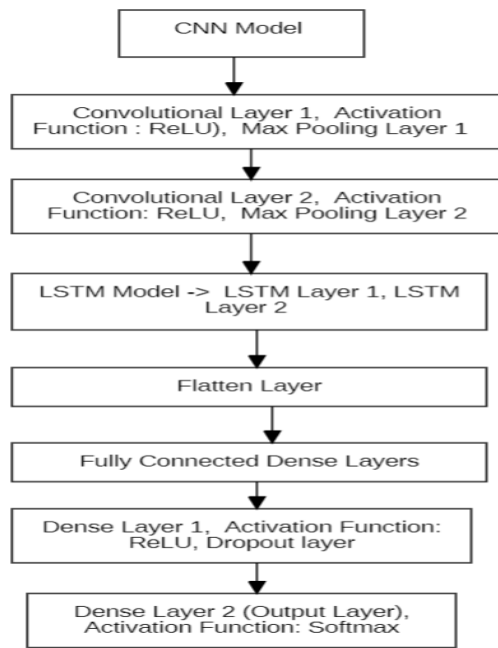 CNN Model
Convolutional Layer 1, Activation
Function : ReLU), Max Pooling Layer 1
Convolutional Layer 2, Activation
Function: ReLU, Max Pooling Layer 2
LSTM Model -> LSTM Layer 1, LSTM
Layer 2
Flatten Layer
Fully Connected Dense Layers
Dense Layer 1, Activation Function:
ReLU, Dropout layer
Dense Layer 2 (Output Layer),
Activation Function: Softmax